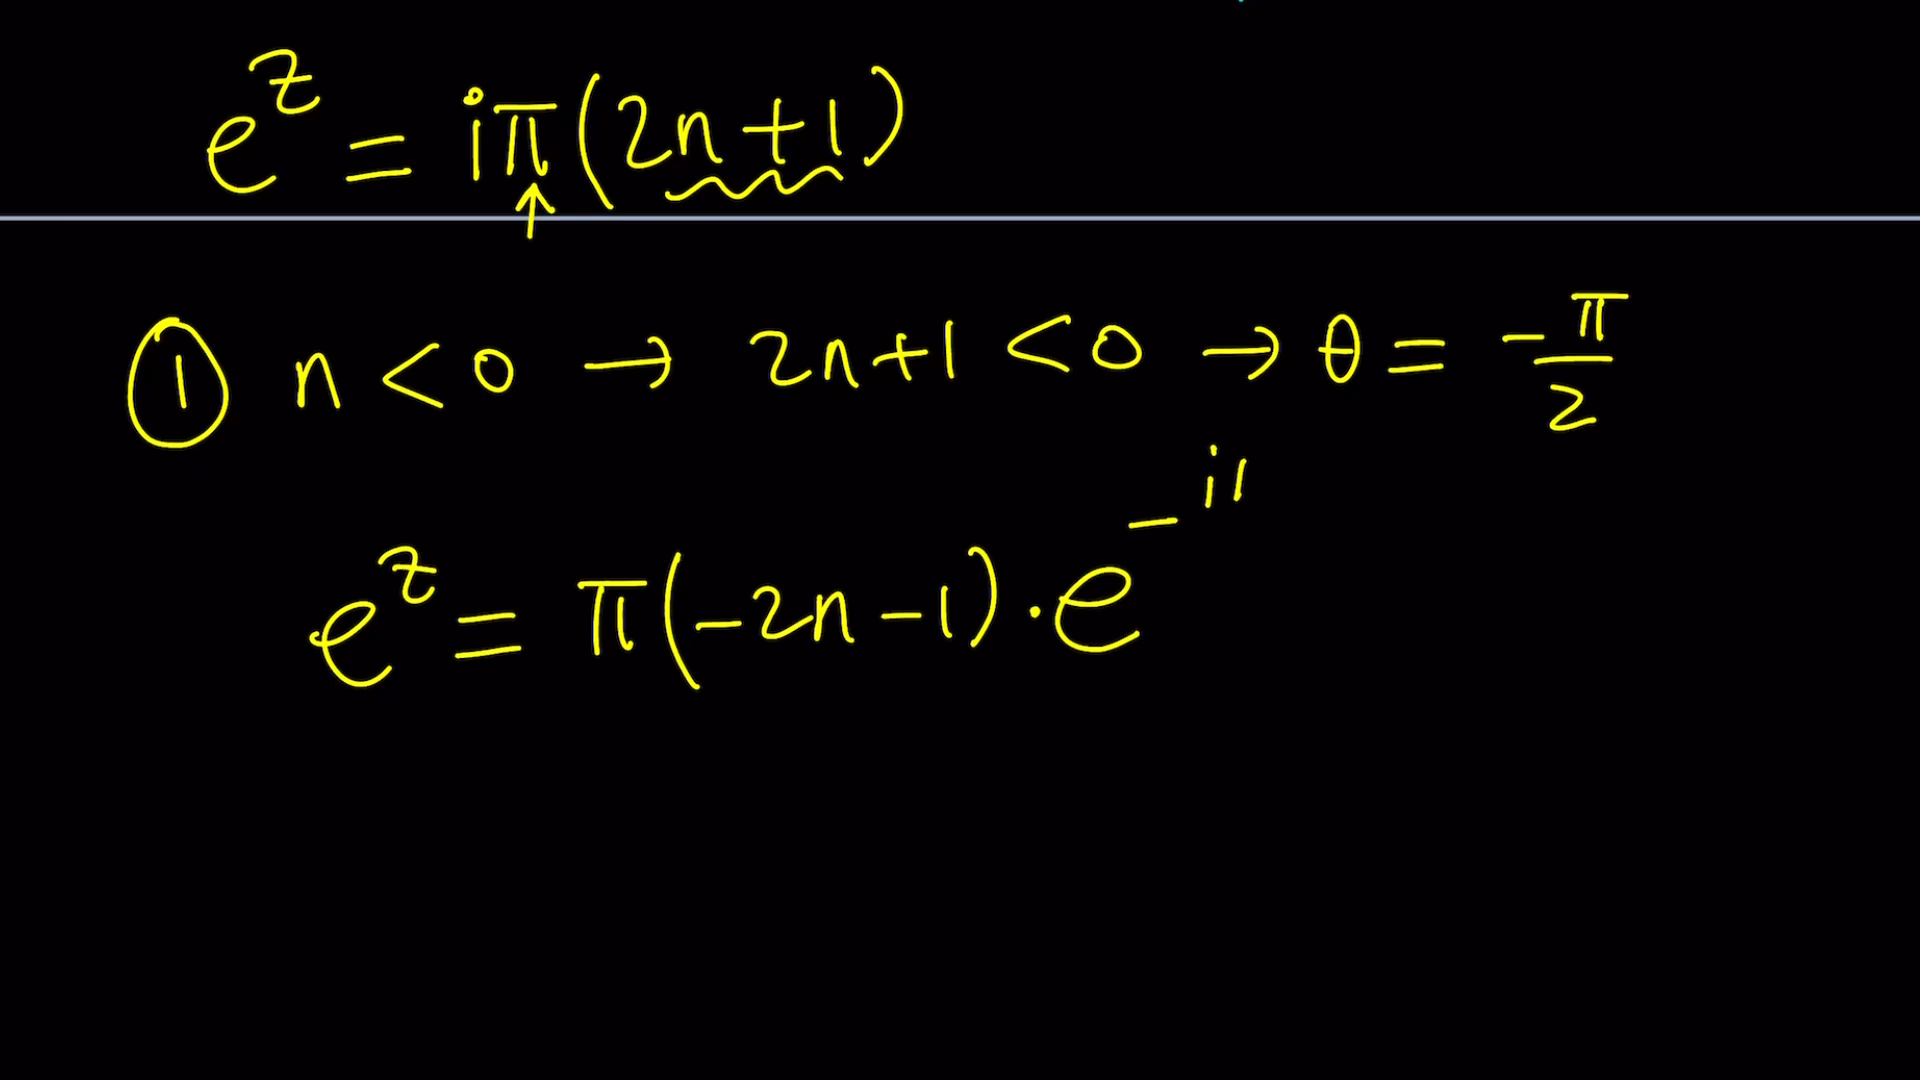 e^z = iπ(2n+1)
↑
① n < 0 → 2n+1 < 0 → θ = -π/2
e^z = π(-2n-1)·e^-i